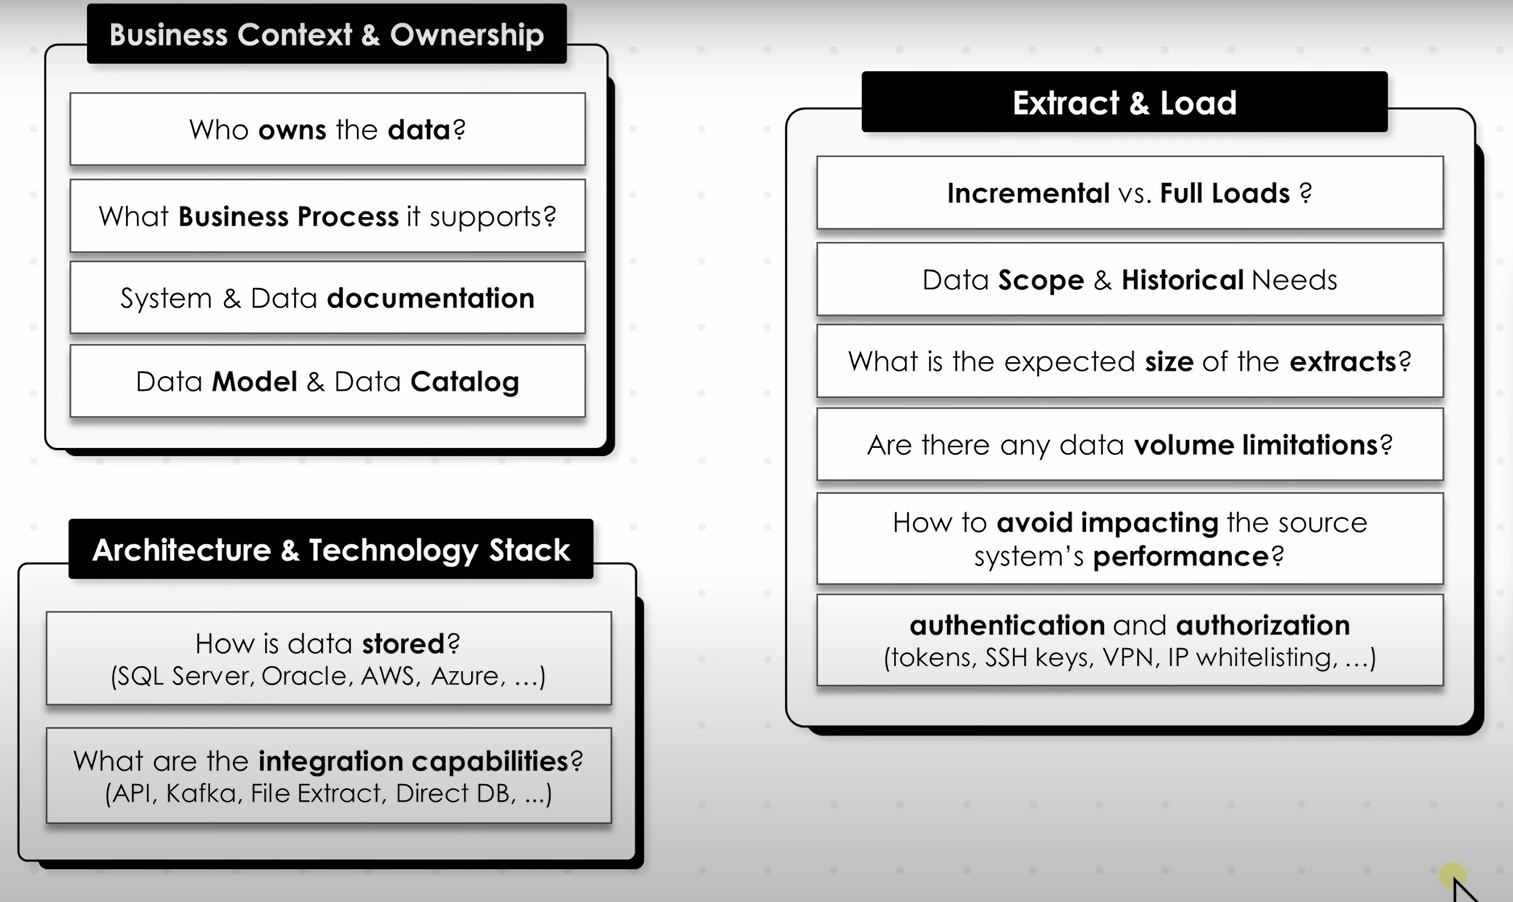 Business Context & Ownership
Who owns the data?
What Business Process it supports?
System & Data documentation
Data Model & Data Catalog
Architecture & Technology Stack
How is data stored?
(SQL Server, Oracle, AWS, Azure, ...)
What are the integration capabilities?
(API, Kafka, File Extract, Direct DB, ...)
Extract & Load
Incremental vs. Full Loads ?
Data Scope & Historical Needs
What is the expected size of the extracts?
Are there any data volume limitations?
How to avoid impacting the source
system's performance?
authentication and authorization
(tokens, SSH keys, VPN, IP whitelisting, ...)